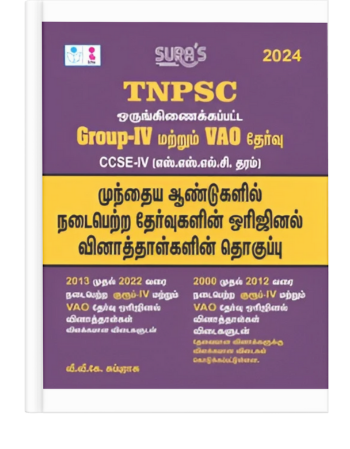 SURA'S
2024
TNPSC
ஒருங்கிணைக்கப்பட்ட
Group-IV மற்றும் VAO தேர்வு
CCSE-IV (எஸ்.எஸ்.எல்.சி. தரம்)
முந்தைய ஆண்டுகளில்
நடைபெற்ற தேர்வுகளின் ஒரிஜினல்
வினாத்தாள்களின் தொகுப்பு
2013 முதல் 2022 வரை
நடைபெற்ற குரூப்-IV மற்றும்
VAO தேர்வு ஒரிஜினல்
வினாத்தாள்கள்
விளக்கமான விடைகளுடன்
2000 முதல் 2012 வரை
நடைபெற்ற குரூப்-IV மற்றும்
VAO தேர்வு ஒரிஜினல்
வினாத்தாள்கள்
விடைகளுடன்
தேவையான வினாக்களுக்கு
விளக்கமான விடைகள்
கொடுக்கப்பட்டுள்ளன.
வி.வி.கே. சுப்புராசு